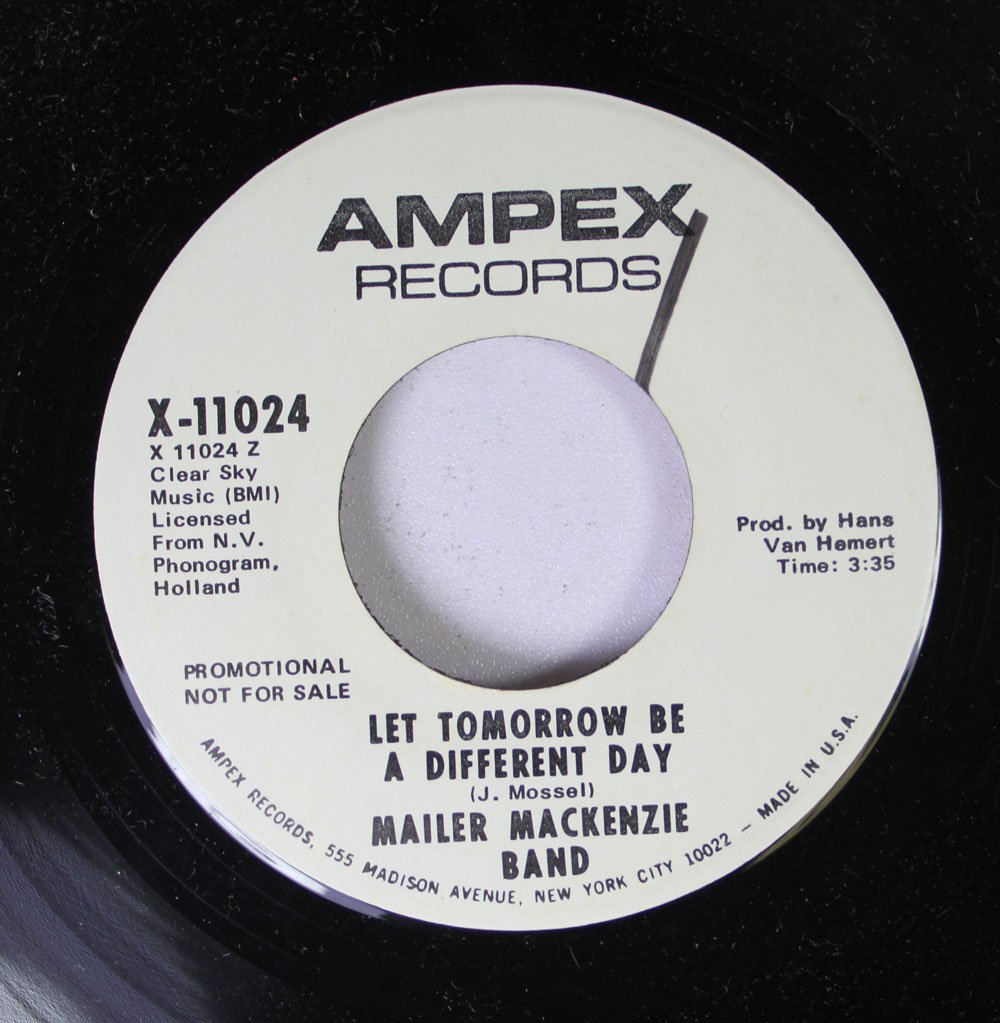 AMPEX
RECORDS
X-11024
X 11024 Z
Clear Sky
Music (BMI)
Licensed
From N.V.
Phonogram,
Holland
Prod. by Hans
Van Hemert
Time: 3:35
PROMOTIONAL
NOT FOR SALE
LET TOMORROW BE
A DIFFERENT DAY
(J. Mossel)
MAILER MACKENZIE
BAND
AMPEX RECORDS, 555 MADISON AVENUE, NEW YORK CITY 10022 - MADE IN U.S.A.